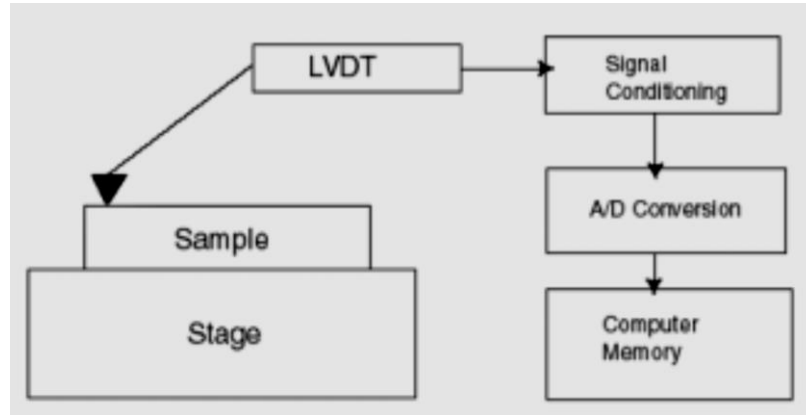 LVDT
Signal
Conditioning
A/D Conversion
Sample
Stage
Computer
Memory